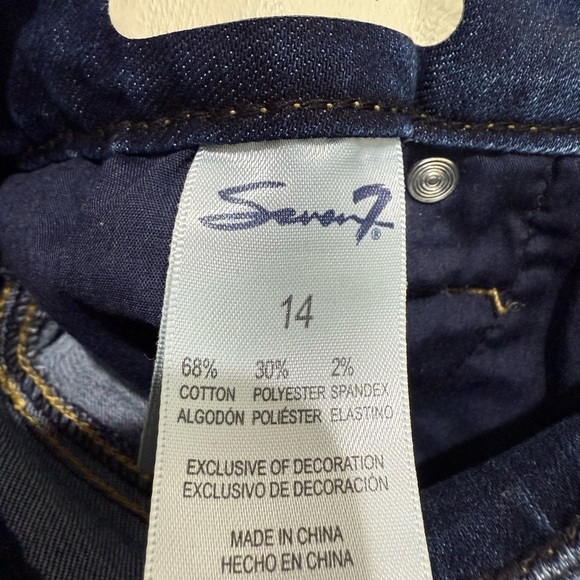 Seven7®
14
68% 30% 2%
COTTON POLYESTER SPANDEX
ALGODÓN POLIÉSTER ELASTINO
EXCLUSIVE OF DECORATION
EXCLUSIVO DE DECORACIÓN
MADE IN CHINA
HECHO EN CHINA